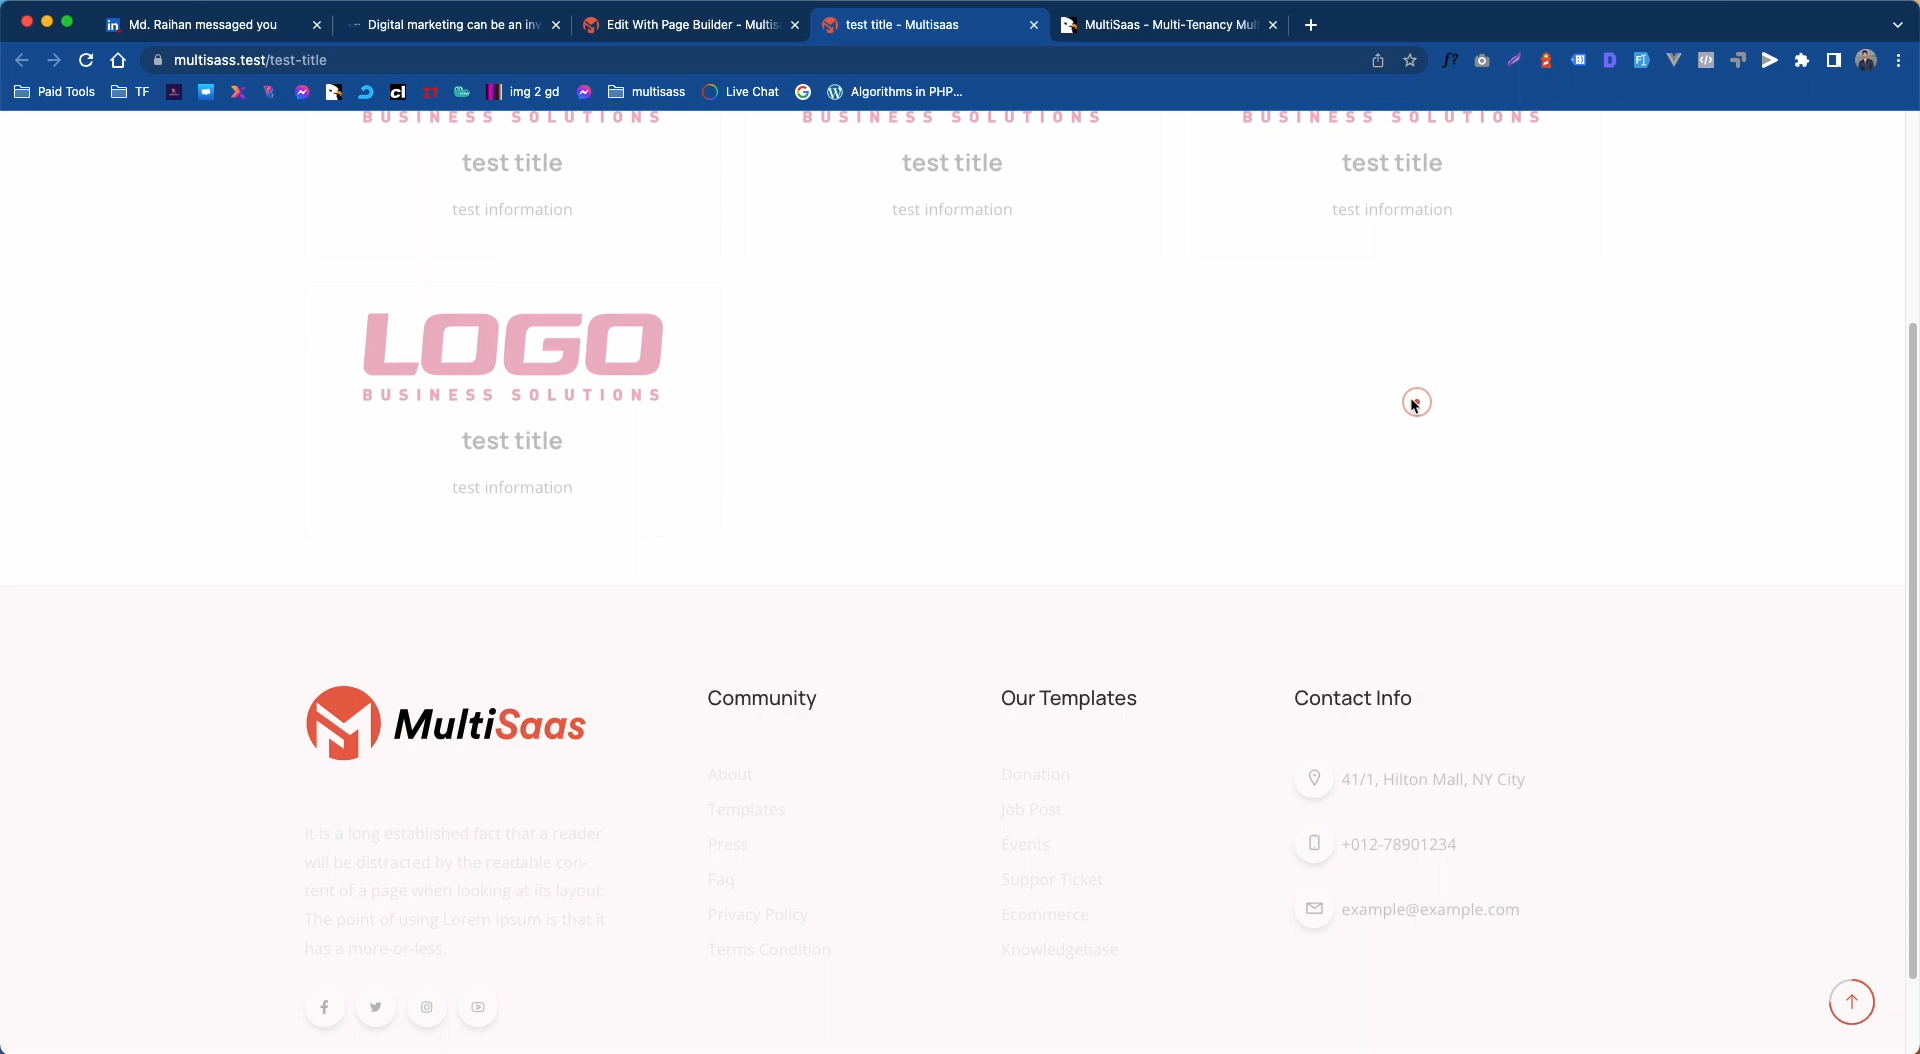 Md. Raihan messaged you
Digital marketing can be an inv
Edit With Page Builder - Multis
test title - Multisaas
MultiSaas - Multi-Tenancy Mul
multisass.test/test-title
Paid Tools
TF
img 2 gd
multisass
Live Chat
Algorithms in PHP...
BUSINESS SOLUTIONS
BUSINESS SOLUTIONS
BUSINESS SOLUTIONS
test title
test title
test title
test information
test information
test information
LOGO
BUSINESS SOLUTIONS
test title
test information
MultiSaas
it is a long established fact that a reader
will be distracted by the readable con-
tent of a page when looking at its layout.
The point of using Lorem Ipsum is that it
has a more-or-less.
Community
About
Templates
Press
Faq
Privacy Policy
Terms Condition
Our Templates
Donation
Job Post
Events
Suppor Ticket
Ecommerce
Knowledgebase
Contact Info
41/1, Hilton Mall, NY City
+012-78901234
example@example.com